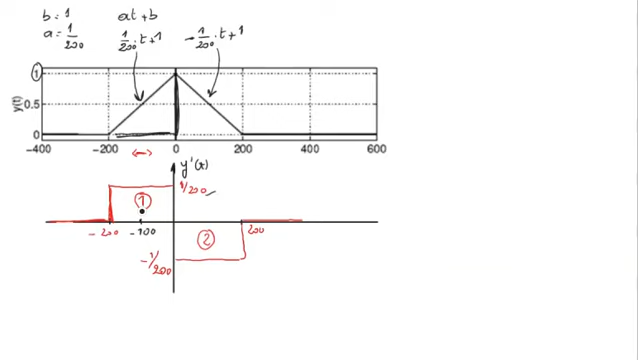 b = 1
at + b
a = 1/200
1/200 · t + 1
- 1/200 · t + 1
1
0.5
0
y(t)
-400 -200 0 200 400 600
y'(t)
1/200
1
- 200 - 100
2
200
- 1/200